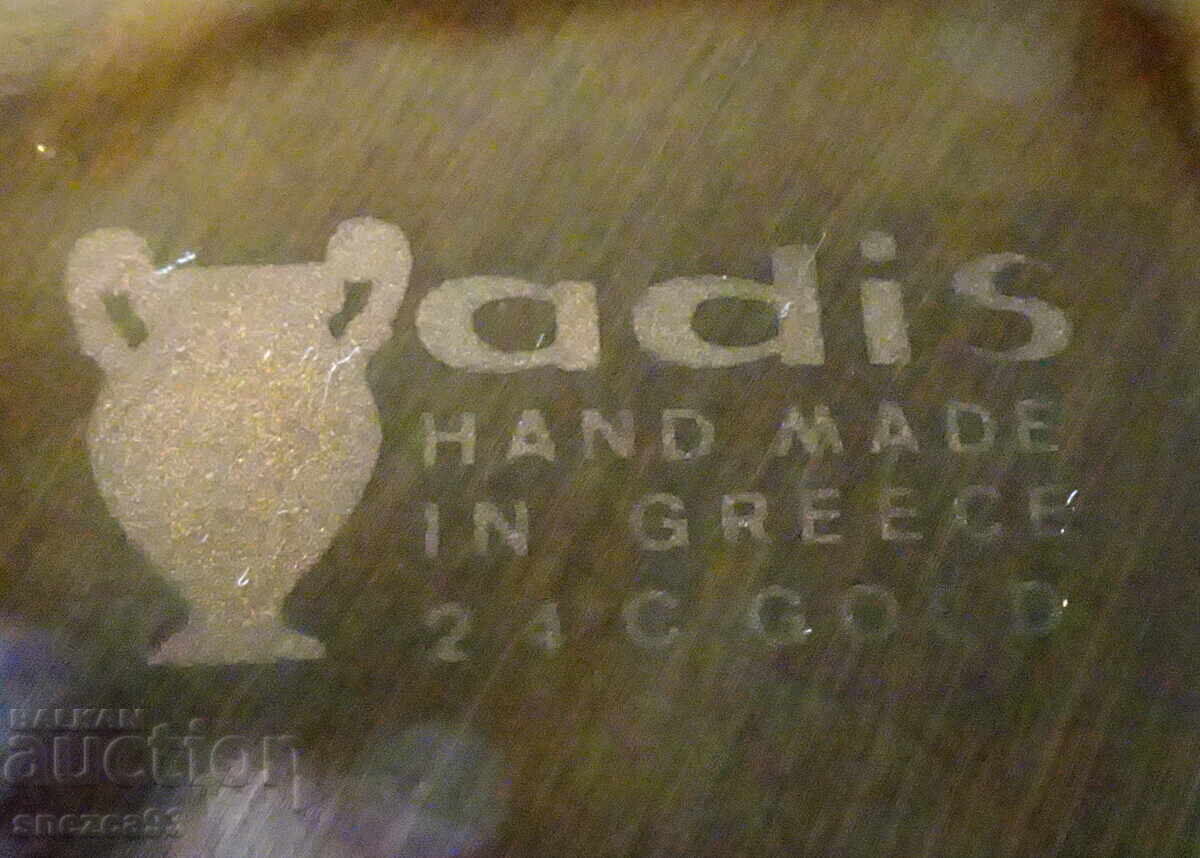 adis
HAND MADE
IN GREECE
24C GOLD
BALKAN
auction
snezca93